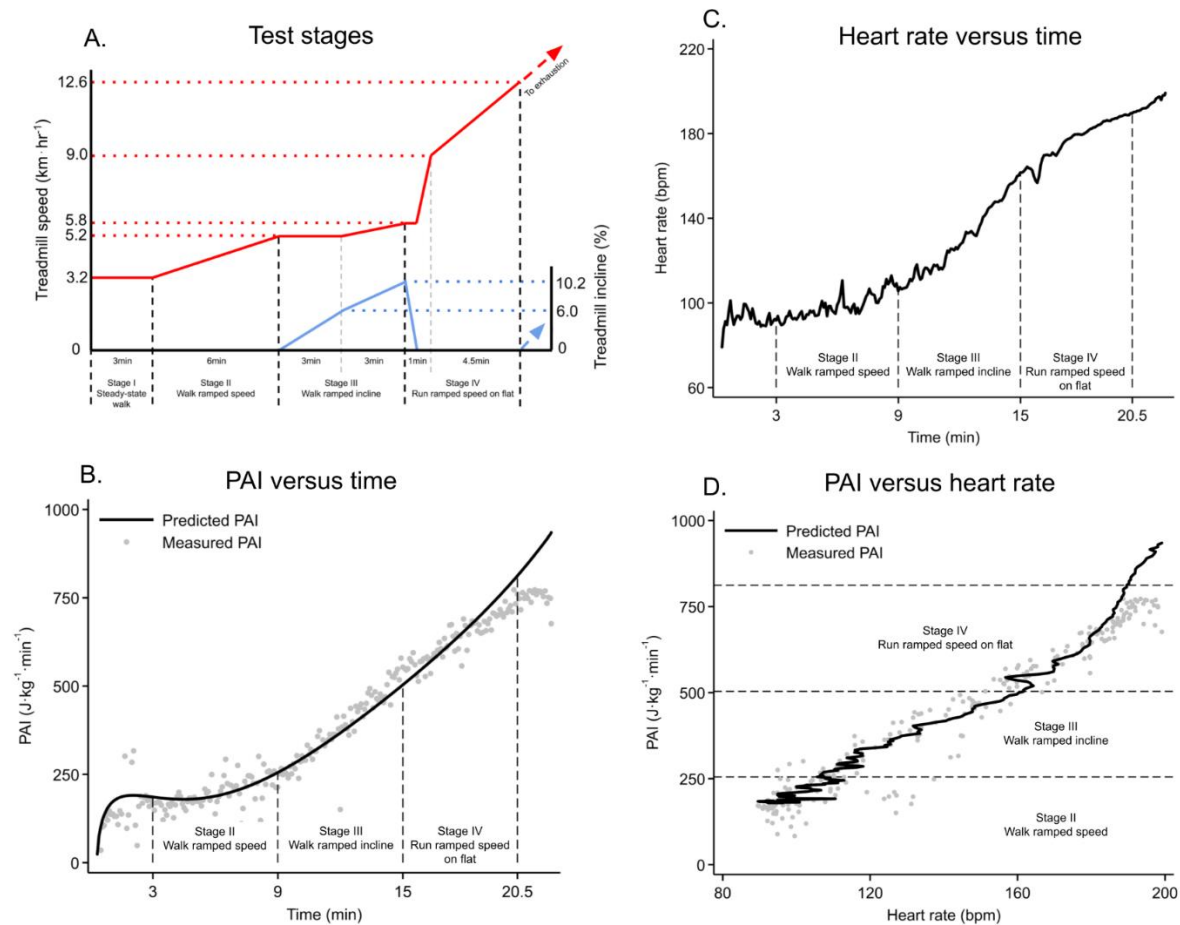 A.
Test stages
Treadmill speed (km·hr⁻¹)
12.6
9.0
5.8
5.2
3.2
0
To exhaustion
Treadmill incline (%)
10.2
6.0
0
3min
6min
3min
3min
1min
4.5min
Stage I
Steady-state
walk
Stage II
Walk ramped speed
Stage III
Walk ramped incline
Stage IV
Run ramped speed on flat
C.
Heart rate versus time
Heart rate (bpm)
220
180
140
100
60
Stage II
Walk ramped speed
Stage III
Walk ramped incline
Stage IV
Run ramped speed
on flat
3
9
15
20.5
Time (min)
B.
PAI versus time
PAI (J·kg⁻¹·min⁻¹)
1000
750
500
250
0
Predicted PAI
Measured PAI
Stage II
Walk ramped speed
Stage III
Walk ramped incline
Stage IV
Run ramped speed
on flat
3
9
15
20.5
Time (min)
D.
PAI versus heart rate
PAI (J·kg⁻¹·min⁻¹)
1000
750
500
250
0
Predicted PAI
Measured PAI
Stage IV
Run ramped speed on flat
Stage III
Walk ramped incline
Stage II
Walk ramped speed
80
120
160
200
Heart rate (bpm)